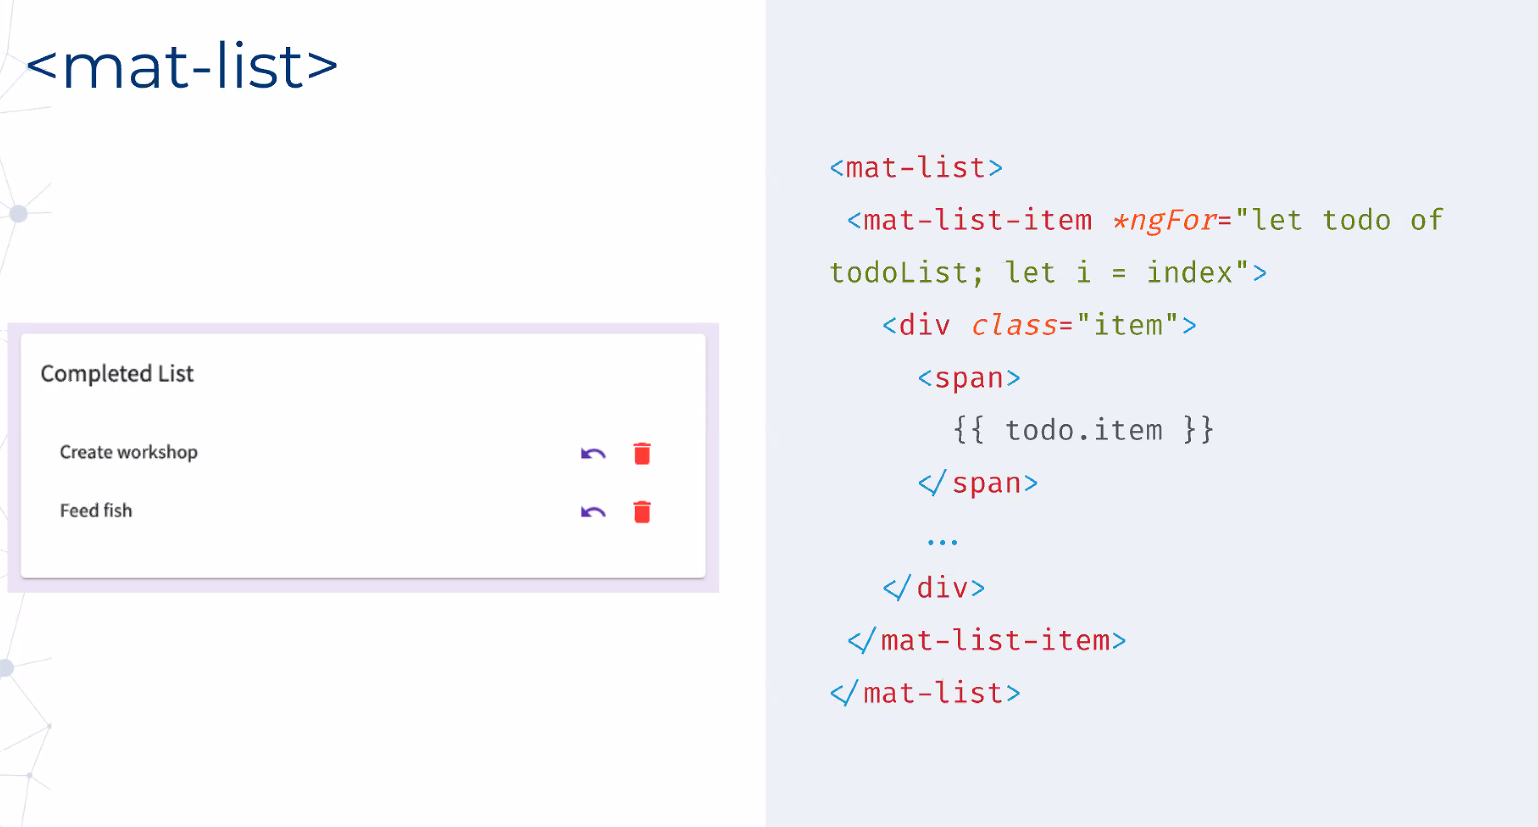 <mat-list>
Completed List
Create workshop
Feed fish
<mat-list>
<mat-list-item *ngFor="let todo of
todoList; let i = index">
<div class="item">
<span>
{{ todo.item }}
</span>
...
</div>
</mat-list-item>
</mat-list>